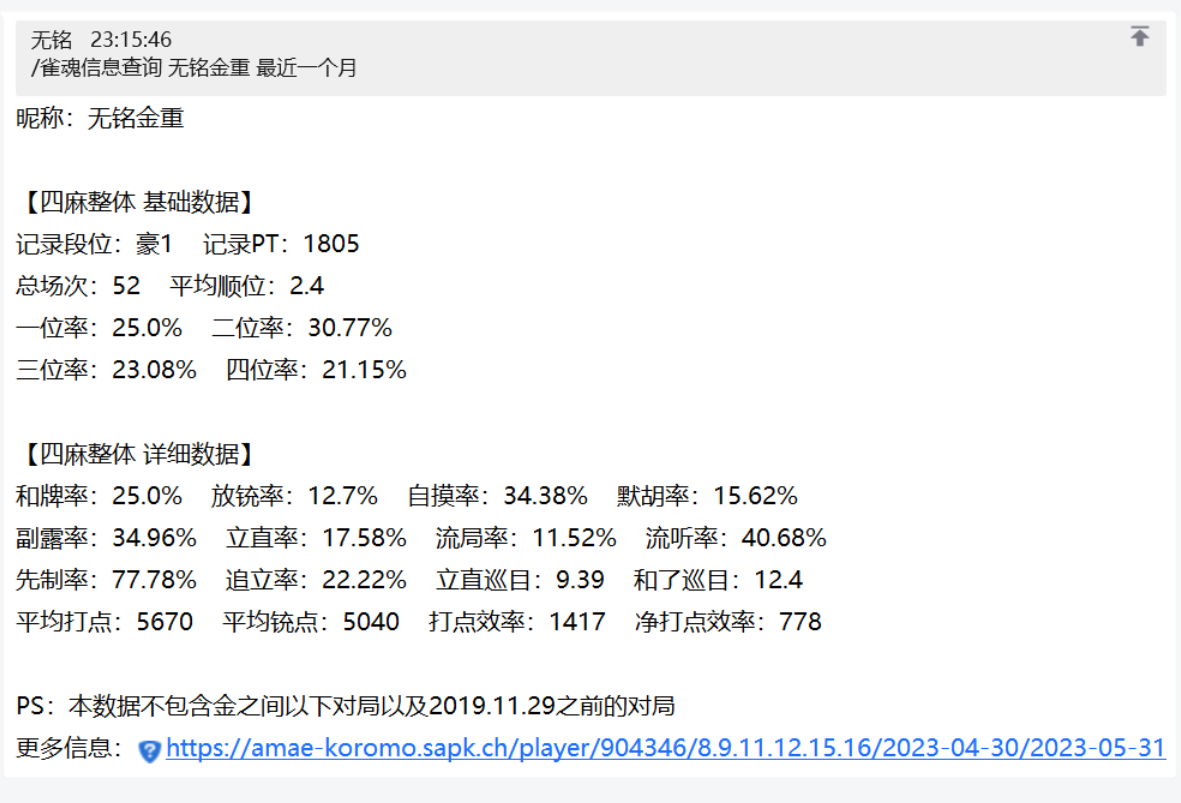 无铭 23:15:46
/雀魂信息查询 无铭金重 最近一个月
昵称：无铭金重
【四麻整体 基础数据】
记录段位：豪1 记录PT：1805
总场次：52 平均顺位：2.4
一位率：25.0% 二位率：30.77%
三位率：23.08% 四位率：21.15%
【四麻整体 详细数据】
和牌率：25.0% 放铳率：12.7% 自摸率：34.38% 默胡率：15.62%
副露率：34.96% 立直率：17.58% 流局率：11.52% 流听率：40.68%
先制率：77.78% 追立率：22.22% 立直巡目：9.39 和了巡目：12.4
平均打点：5670 平均铳点：5040 打点效率：1417 净打点效率：778
PS：本数据不包含金之间以下对局以及2019.11.29之前的对局
更多信息：https://amae-koromo.sapk.ch/player/904346/8.9.11.12.15.16/2023-04-30/2023-05-31